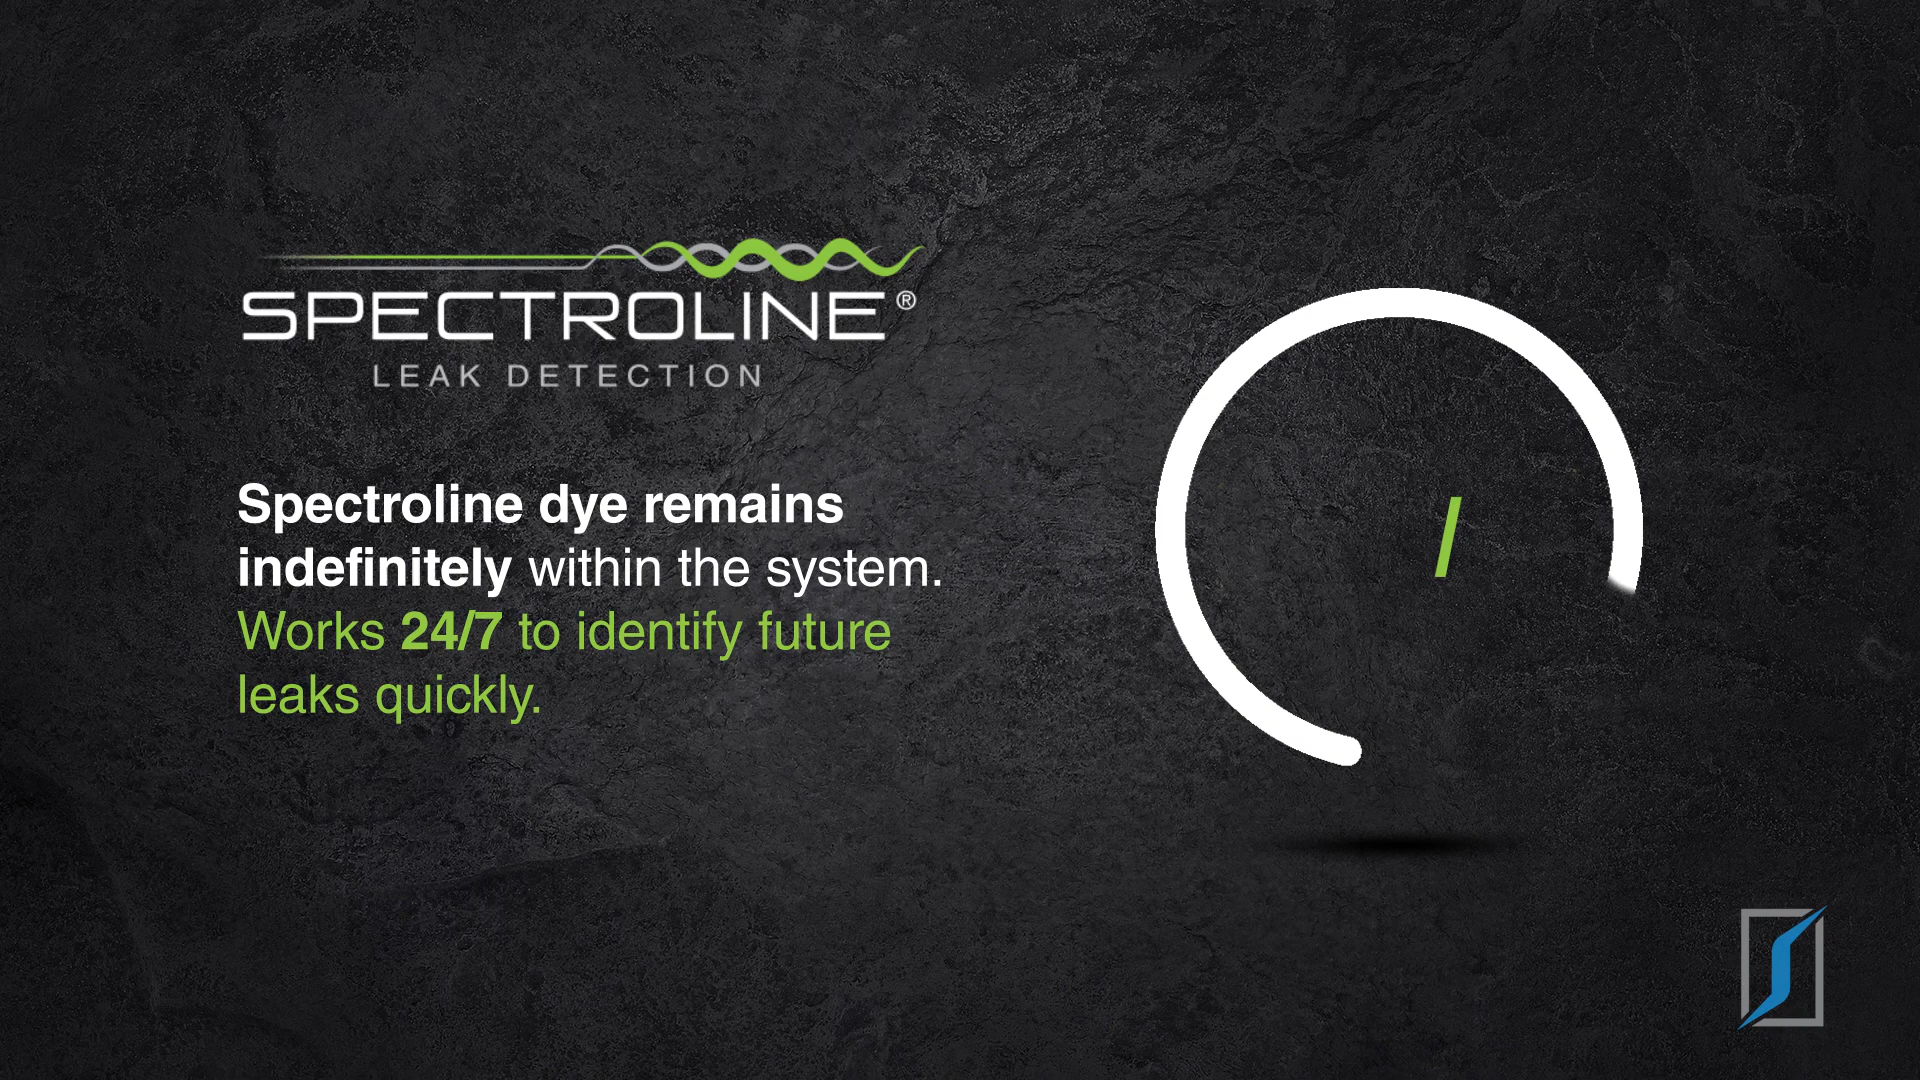 SPECTROLINE®
LEAK DETECTION
Spectroline dye remains
indefinitely within the system.
Works 24/7 to identify future
leaks quickly.
/